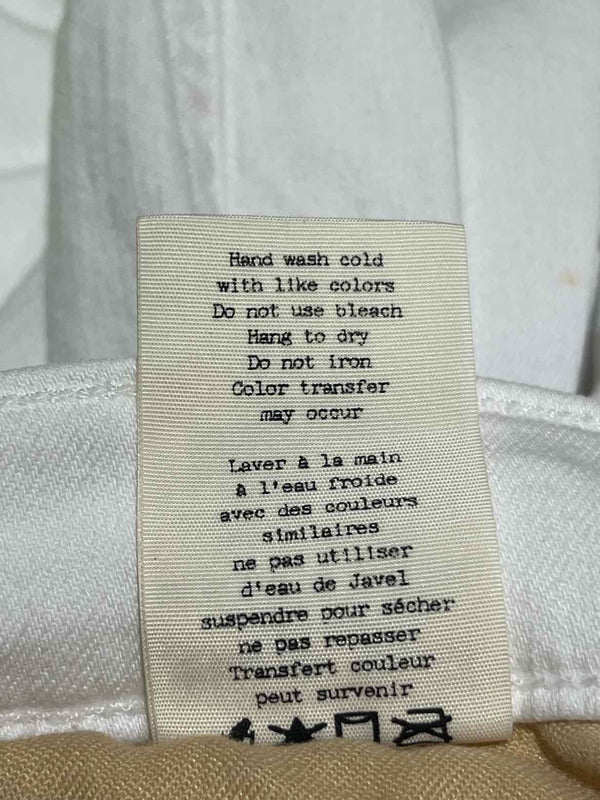 Hand wash cold
with like colors
Do not use bleach
Hang to dry
Do not iron
Color transfer
may occur
Laver à la main
à l'eau froide
avec des couleurs
similaires
ne pas utiliser
d'eau de Javel
suspendre pour sécher
ne pas repasser
Transfert couleur
peut survenir